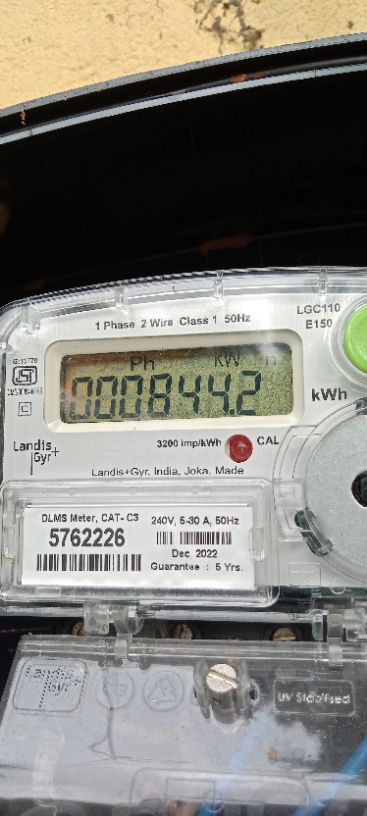 LGC110
E150
1 Phase 2 Wire Class 1 50Hz
Ph kW h
000844.2
kWh
Landis
Gyr+
3200 imp/kWh CAL
Landis+Gyr, India, Joka, Made
DLMS Meter, CAT- C3
5762226
240V, 5-30 A, 50Hz
Dec, 2022
Guarantee : 5 Yrs.
UV Stabilised